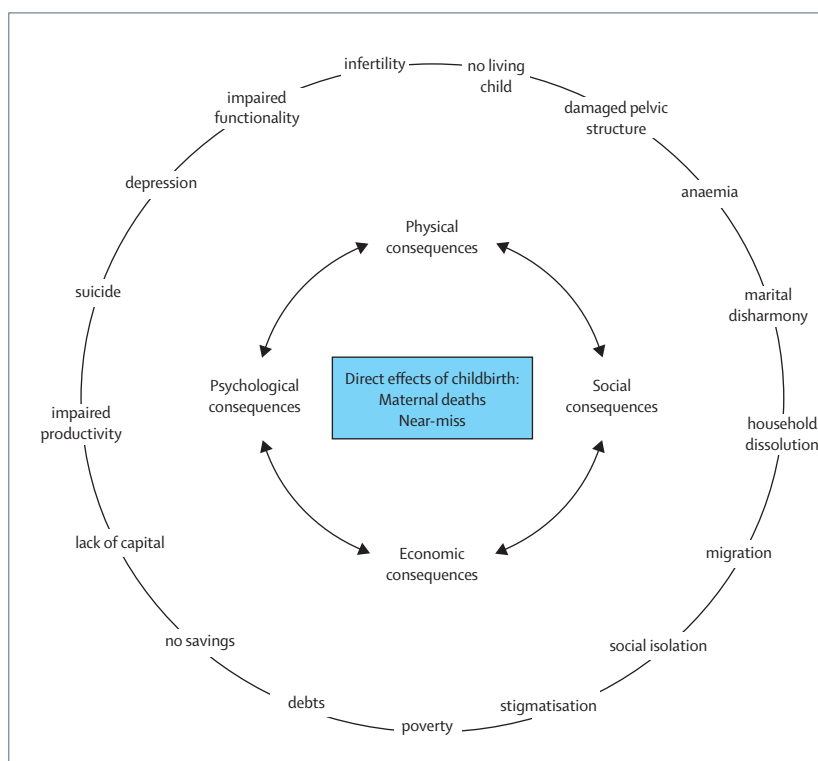 infertility
no living
child
impaired
functionality
damaged pelvic
structure
depression
anaemia
Physical
consequences
suicide
marital
disharmony
Psychological
consequences
Direct effects of childbirth:
Maternal deaths
Near-miss
Social
consequences
impaired
productivity
household
dissolution
lack of capital
Economic
consequences
migration
no savings
social isolation
debts
stigmatisation
poverty